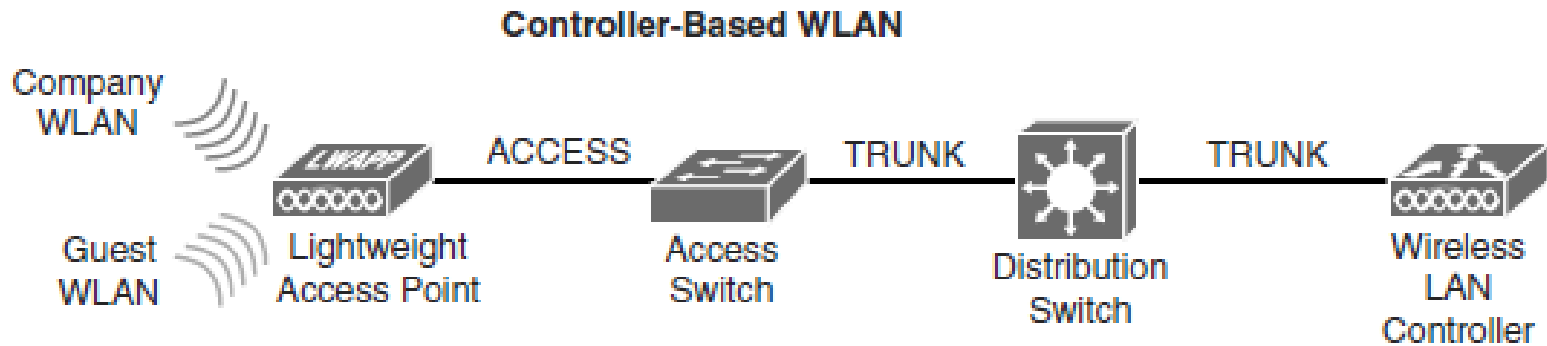 Controller-Based WLAN
Company
WLAN
LWAPP
ACCESS
TRUNK
TRUNK
Guest
WLAN
Lightweight
Access Point
Access
Switch
Distribution
Switch
Wireless
LAN
Controller